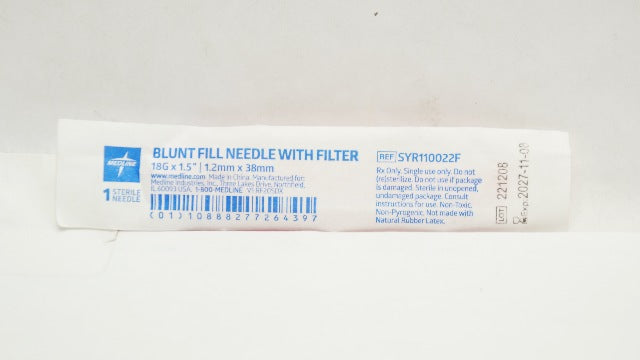 MEDLINE
1 STERILE
NEEDLE
BLUNT FILL NEEDLE WITH FILTER
18G x 1.5" | 1.2mm x 38mm
www.medline.com Made in China. Manufactured for:
Medline Industries, Inc., Three Lakes Drive, Northfield,
IL 60093 USA. 1-800-MEDLINE
(01)10888277264397
REF SYR110022F
Rx Only. Single use only. Do not
(re)sterilize. Do not use if package
is damaged. Sterile in unopened,
undamaged package. Consult
instructions for use. Non-Toxic.
Non-Pyrogenic. Not made with
Natural Rubber Latex.
LOT 221208
Exp. 2027-11-08